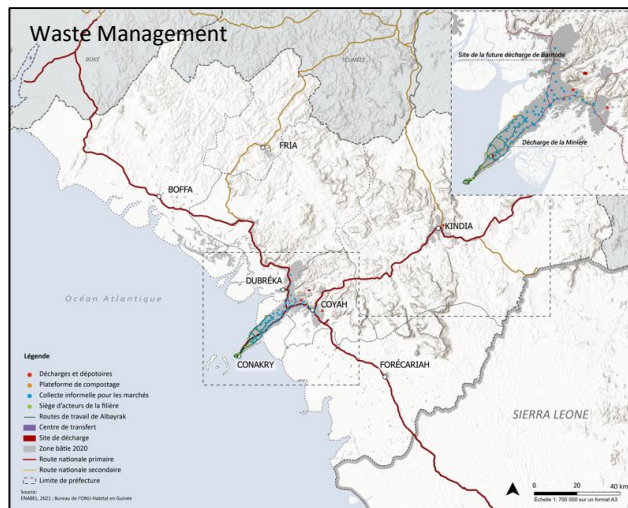 Waste Management
BOKÉ
TÉLIMÉLÉ
Site de la future décharge de Baritodé
Décharge de la Minière
FRIA
BOFFA
KINDIA
DUBRÉKA
COYAH
Océan Atlantique
CONAKRY
FORÉCARIAH
SIERRA LEONE
Légende
Décharges et dépotoires
Plateforme de compostage
Collecte informelle pour les marchés
Siège d'acteurs de la filière
Routes de travail de Albayrak
Centre de transfert
Site de décharge
Zone bâtie 2020
Route nationale primaire
Route nationale secondaire
Limite de préfecture
Source:
ENABEL, 2021 ; Bureau de l'ONU-Habitat en Guinée
0 20 40 km
Échelle 1: 700 000 sur un format A3